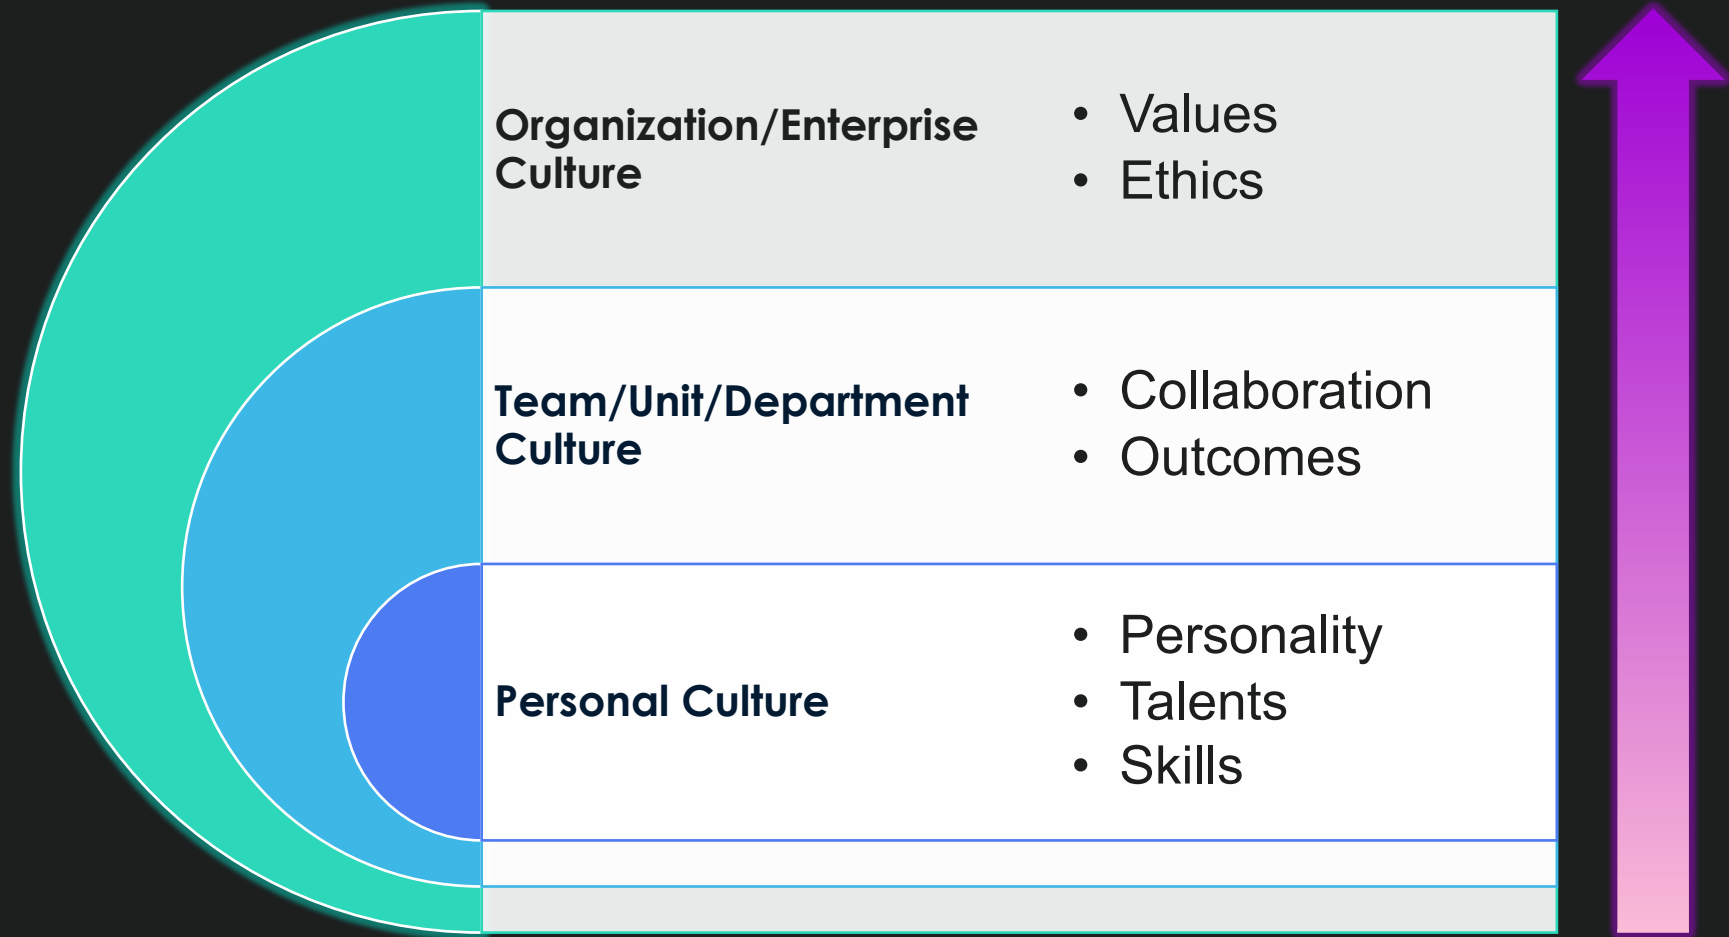 Organization/Enterprise
Culture
• Values
• Ethics
Team/Unit/Department
Culture
• Collaboration
• Outcomes
Personal Culture
• Personality
• Talents
• Skills